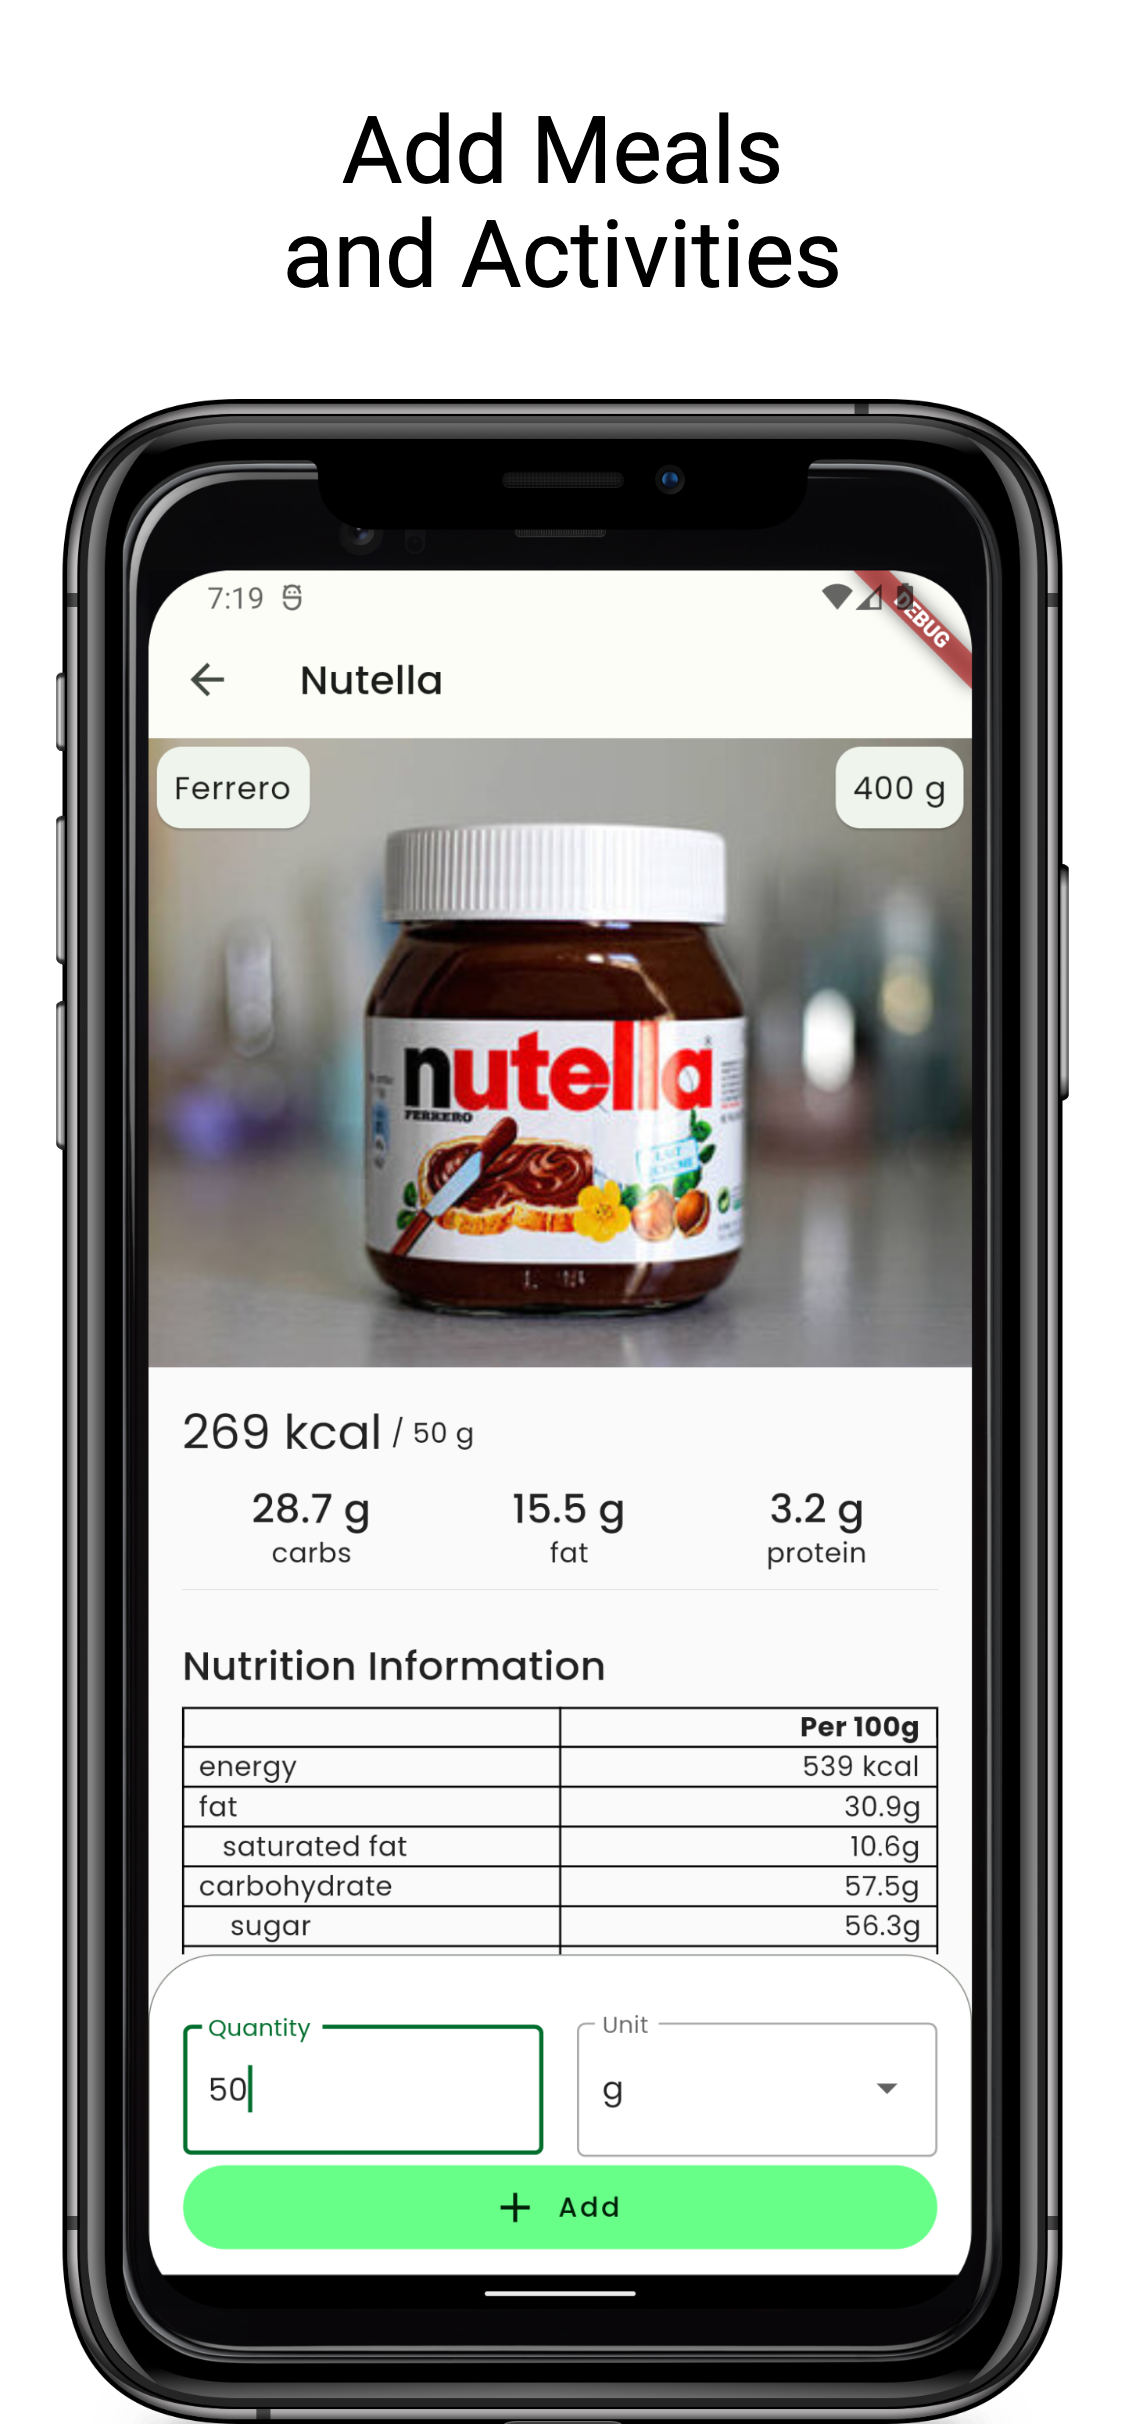 Add Meals
and Activities
7:19
DEBUG
Nutella
Ferrero
400 g
nutella
FERRERO
269 kcal / 50 g
28.7 g 15.5 g 3.2 g
carbs fat protein
Nutrition Information
Per 100g
energy 539 kcal
fat 30.9g
saturated fat 10.6g
carbohydrate 57.5g
sugar 56.3g
Quantity Unit
50 g
+ Add